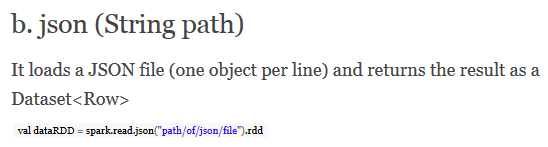 b. json (String path)
It loads a JSON file (one object per line) and returns the result as a
Dataset<Row>
val dataRDD = spark.read.json("path/of/json/file").rdd